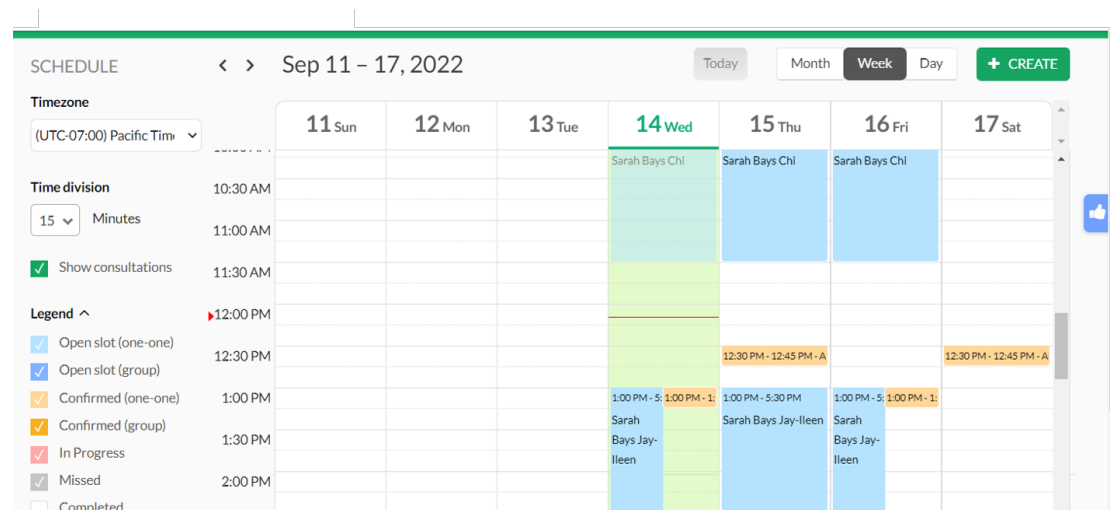 SCHEDULE
Sep 11 – 17, 2022
Today
Month
Week
Day
+ CREATE
Timezone
(UTC-07:00) Pacific Time
Time division
15
Minutes
Show consultations
Legend
Open slot (one-one)
Open slot (group)
Confirmed (one-one)
Confirmed (group)
In Progress
Missed
Completed
11 Sun
12 Mon
13 Tue
14 Wed
15 Thu
16 Fri
17 Sat
Sarah Bays Chi
Sarah Bays Chi
Sarah Bays Chi
10:30 AM
11:00 AM
11:30 AM
12:00 PM
12:30 PM
12:30 PM - 12:45 PM - A
12:30 PM - 12:45 PM - A
1:00 PM
1:00 PM - 5:
1:00 PM - 1:
1:00 PM - 5:30 PM
1:00 PM - 5:
1:00 PM - 1:
Sarah
Bays Jay-
Ileen
Sarah Bays Jay-Ileen
Sarah
Bays Jay-
Ileen
1:30 PM
2:00 PM